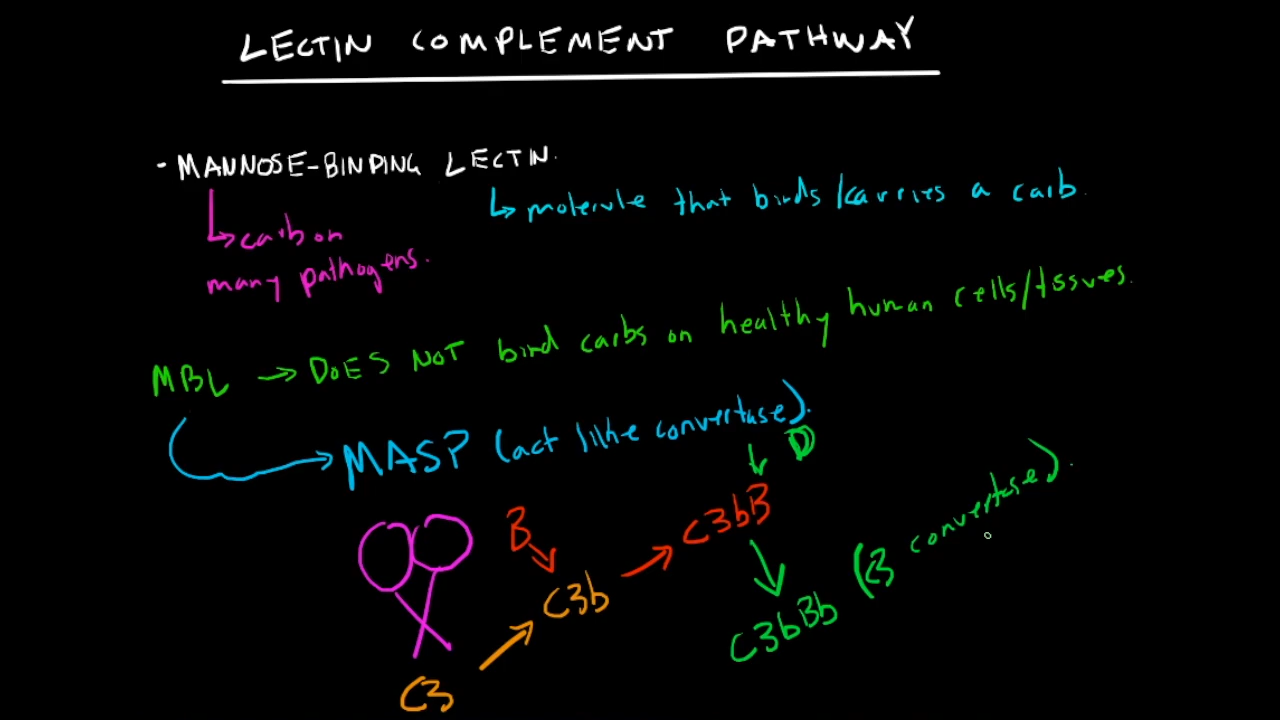 LECTIN COMPLEMENT PATHWAY
- MANNOSE-BINDING LECTIN.
↳ molecule that binds/carries a carb.
↳ carb on
many pathogens.
MBL → DOES NOT bind carbs on healthy human cells/tissues.
MASP (act like convertase).
D
B
C3bB
C3b
(C3 convertase).
C3bBb
C3